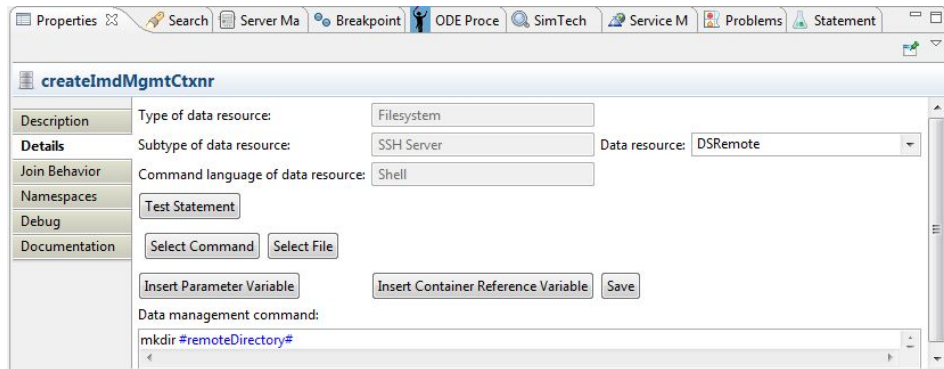 Properties Search Server Ma Breakpoint ODE Proce SimTech Service M Problems Statement
createImdMgmtCtxnr
Description
Details
Join Behavior
Namespaces
Debug
Documentation
Type of data resource: Filesystem
Subtype of data resource: SSH Server Data resource: DSRemote
Command language of data resource: Shell
Test Statement
Select Command Select File
Insert Parameter Variable Insert Container Reference Variable Save
Data management command:
mkdir #remoteDirectory#